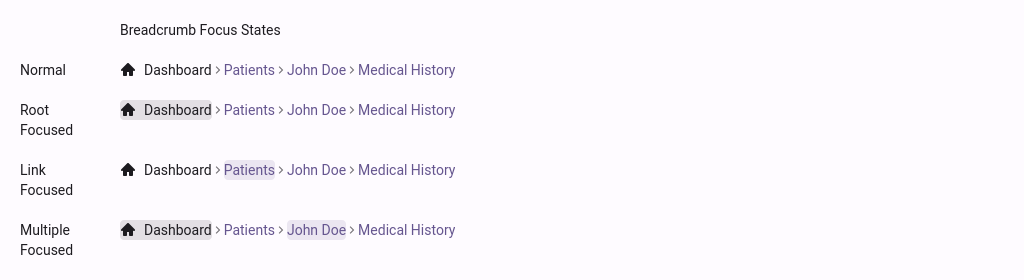 Breadcrumb Focus States
Normal Dashboard > Patients > John Doe > Medical History
Root Focused Dashboard > Patients > John Doe > Medical History
Link Focused Dashboard > Patients > John Doe > Medical History
Multiple Focused Dashboard > Patients > John Doe > Medical History